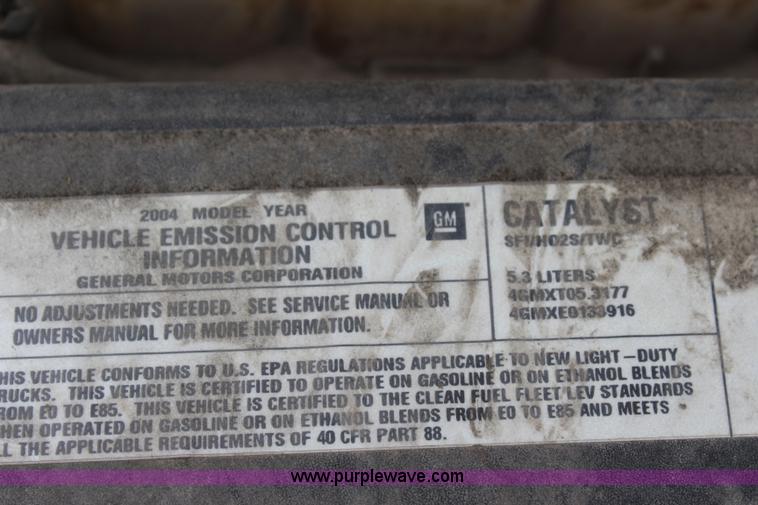 2004 MODEL YEAR
VEHICLE EMISSION CONTROL
INFORMATION
GENERAL MOTORS CORPORATION
GM
CATALYST
SFI/HO2S/TWC
5.3 LITERS
4GMXT05.3177
4GMXE0133916
NO ADJUSTMENTS NEEDED. SEE SERVICE MANUAL OR
OWNERS MANUAL FOR MORE INFORMATION.
HIS VEHICLE CONFORMS TO U.S. EPA REGULATIONS APPLICABLE TO NEW LIGHT-DUTY
RUCKS. THIS VEHICLE IS CERTIFIED TO OPERATE ON GASOLINE OR ON ETHANOL BLENDS
ROM E0 TO E85. THIS VEHICLE IS CERTIFIED TO THE CLEAN FUEL FLEET LEV STANDARDS
HEN OPERATED ON GASOLINE OR ON ETHANOL BLENDS FROM E0 TO E85 AND MEETS
LL THE APPLICABLE REQUIREMENTS OF 40 CFR PART 88.
www.purplewave.com